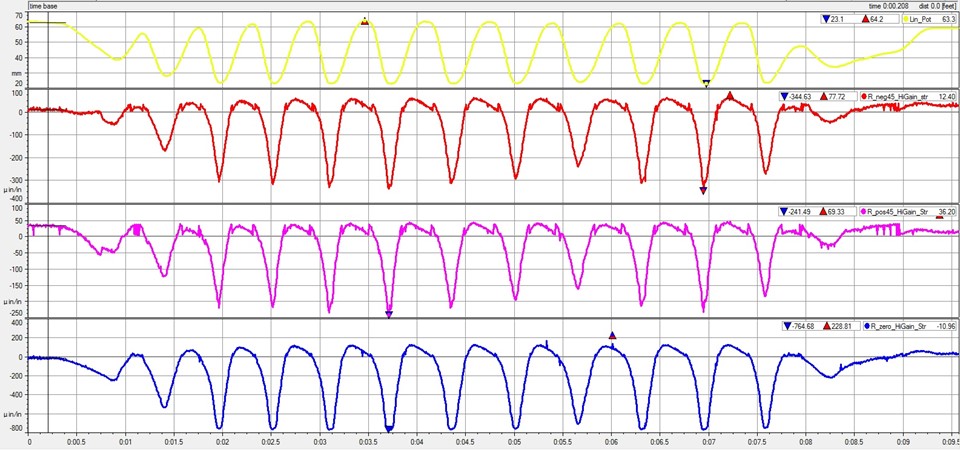 time base time 0:00.208 dist 0.0 [feet]
70 23.1 64.2 Lin_Pot 63.3
60
50
40
mm
20
100 -344.63 77.72 R_neg45_HiGain_str 12.40
0
-100
-200
-300
µin/in
-400
100 -241.49 69.33 R_pos45_HiGain_Str 36.20
50
0
-50
-100
-150
µin/in
-250
400 -764.68 228.81 R_zero_HiGain_Str -10.96
200
0
-200
-400
µin/in
-800
0 0:00.5 0:01 0:01.5 0:02 0:02.5 0:03 0:03.5 0:04 0:04.5 0:05 0:05.5 0:06 0:06.5 0:07 0:07.5 0:08 0:08.5 0:09 0:09.5